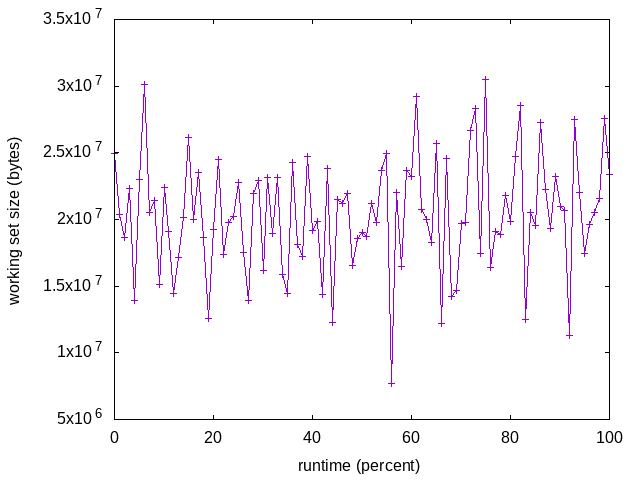 3.5x10 7
3x10 7
2.5x10 7
2x10 7
1.5x10 7
1x10 7
5x10 6
0 20 40 60 80 100
working set size (bytes)
runtime (percent)